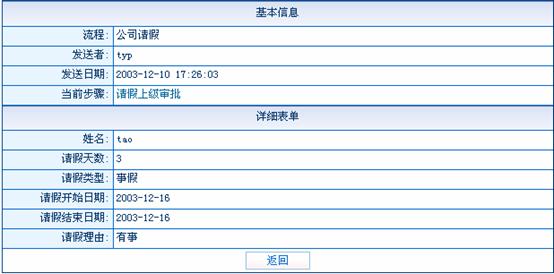 基本信息
流程: 公司请假
发送者: typ
发送日期: 2003-12-10 17:26:03
当前步骤: 请假上级审批
详细表单
姓名: tao
请假天数: 3
请假类型: 事假
请假开始日期: 2003-12-16
请假结束日期: 2003-12-16
请假理由: 有事
返回